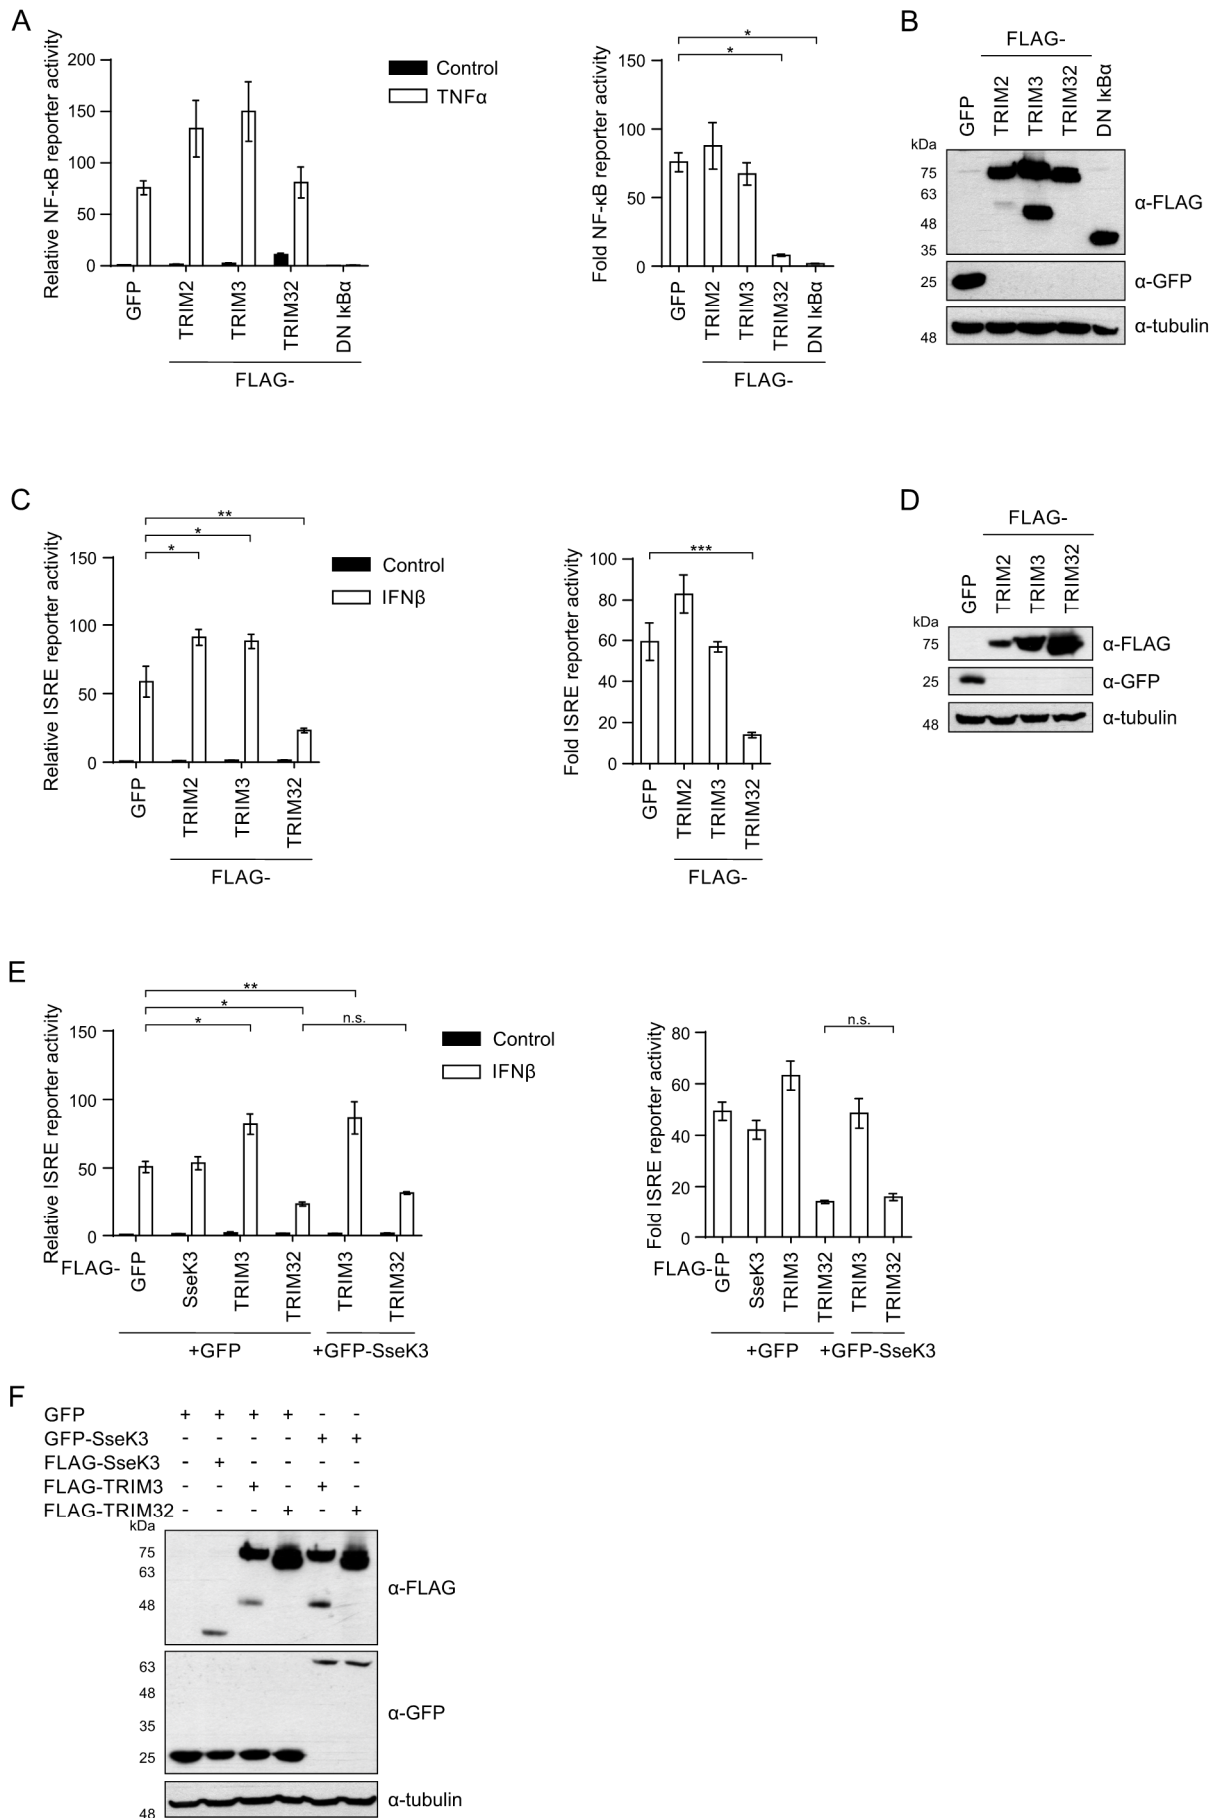 A
Relative NF-κB reporter activity
200
150
100
50
0
Control
TNFα
GFP
TRIM2
TRIM3
TRIM32
DN IκBα
FLAG-
Fold NF-κB reporter activity
150
100
50
0
*
*
GFP
TRIM2
TRIM3
TRIM32
DN IκBα
FLAG-
B
FLAG-
GFP
TRIM2
TRIM3
TRIM32
DN IκBα
kDa
75
63
48
35
α-FLAG
25
α-GFP
48
α-tubulin
C
Relative ISRE reporter activity
150
100
50
0
**
*
*
Control
IFNβ
GFP
TRIM2
TRIM3
TRIM32
FLAG-
Fold ISRE reporter activity
100
80
60
40
20
0
***
GFP
TRIM2
TRIM3
TRIM32
FLAG-
D
FLAG-
GFP
TRIM2
TRIM3
TRIM32
kDa
75
α-FLAG
25
α-GFP
48
α-tubulin
E
Relative ISRE reporter activity
150
100
50
0
**
*
*
n.s.
Control
IFNβ
FLAG-
GFP
SseK3
TRIM3
TRIM32
TRIM3
TRIM32
+GFP
+GFP-SseK3
Fold ISRE reporter activity
80
60
40
20
0
n.s.
FLAG-
GFP
SseK3
TRIM3
TRIM32
TRIM3
TRIM32
+GFP
+GFP-SseK3
F
GFP + + + + - -
GFP-SseK3 - - - - + +
FLAG-SseK3 - + - - - -
FLAG-TRIM3 - - + - + -
FLAG-TRIM32 - - - + - +
kDa
75
63
48
α-FLAG
63
48
35
25
α-GFP
48
α-tubulin